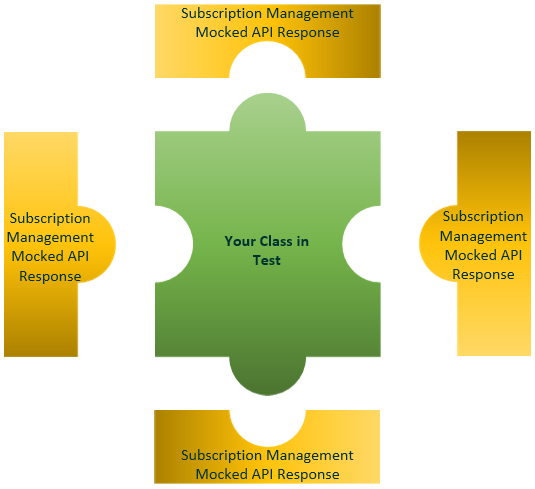 Subscription Management
Mocked API Response
Subscription
Management
Mocked API
Response
Your Class in
Test
Subscription
Management
Mocked API
Response
Subscription Management
Mocked API Response